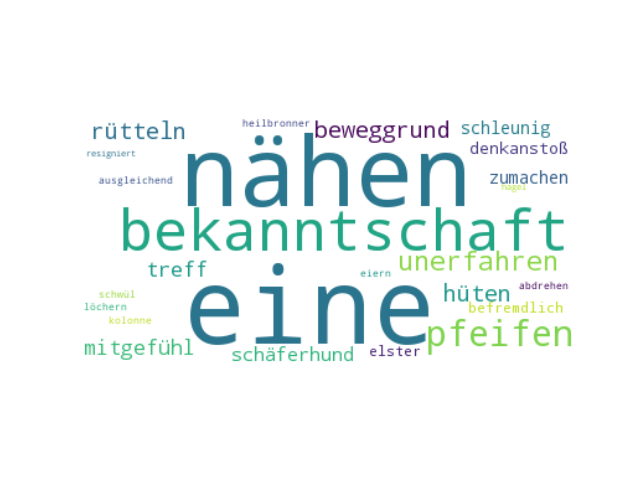 heilbronner
rütteln
beweggrund
schleunig
denkanstoß
resigniert
nähen
ausgleichend
zumachen
nagel
bekanntschaft
unerfahren
treff
eiern
eine
hüten
abdrehen
schwül
löchern
befremdlich
kolonne
pfeifen
mitgefühl
schäferhund
elster